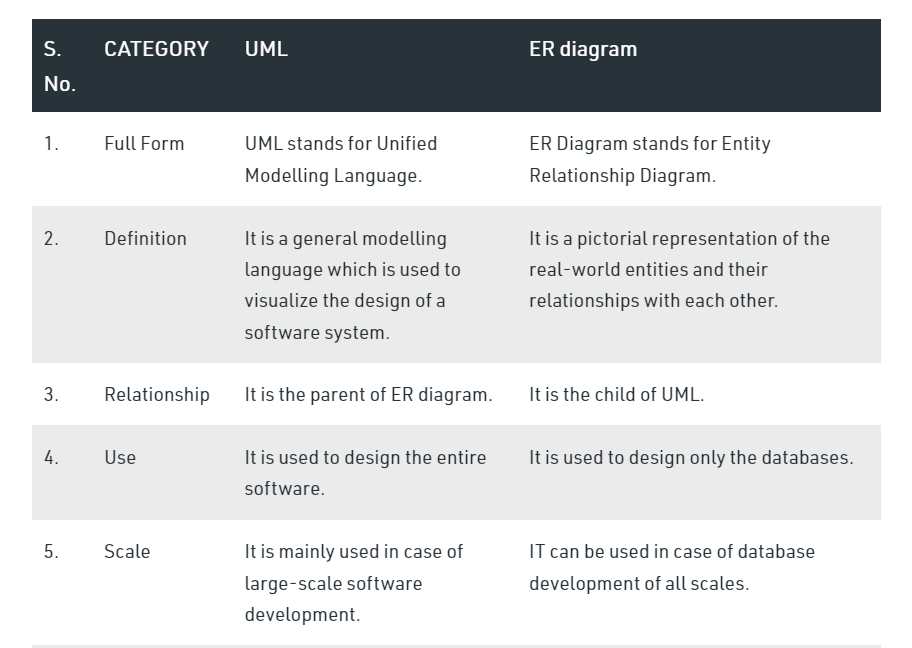 S. No. CATEGORY UML ER diagram
1. Full Form UML stands for Unified ER Diagram stands for Entity
Modelling Language. Relationship Diagram.
2. Definition It is a general modelling It is a pictorial representation of the
language which is used to real-world entities and their
visualize the design of a relationships with each other.
software system.
3. Relationship It is the parent of ER diagram. It is the child of UML.
4. Use It is used to design the entire It is used to design only the databases.
software.
5. Scale It is mainly used in case of IT can be used in case of database
large-scale software development of all scales.
development.